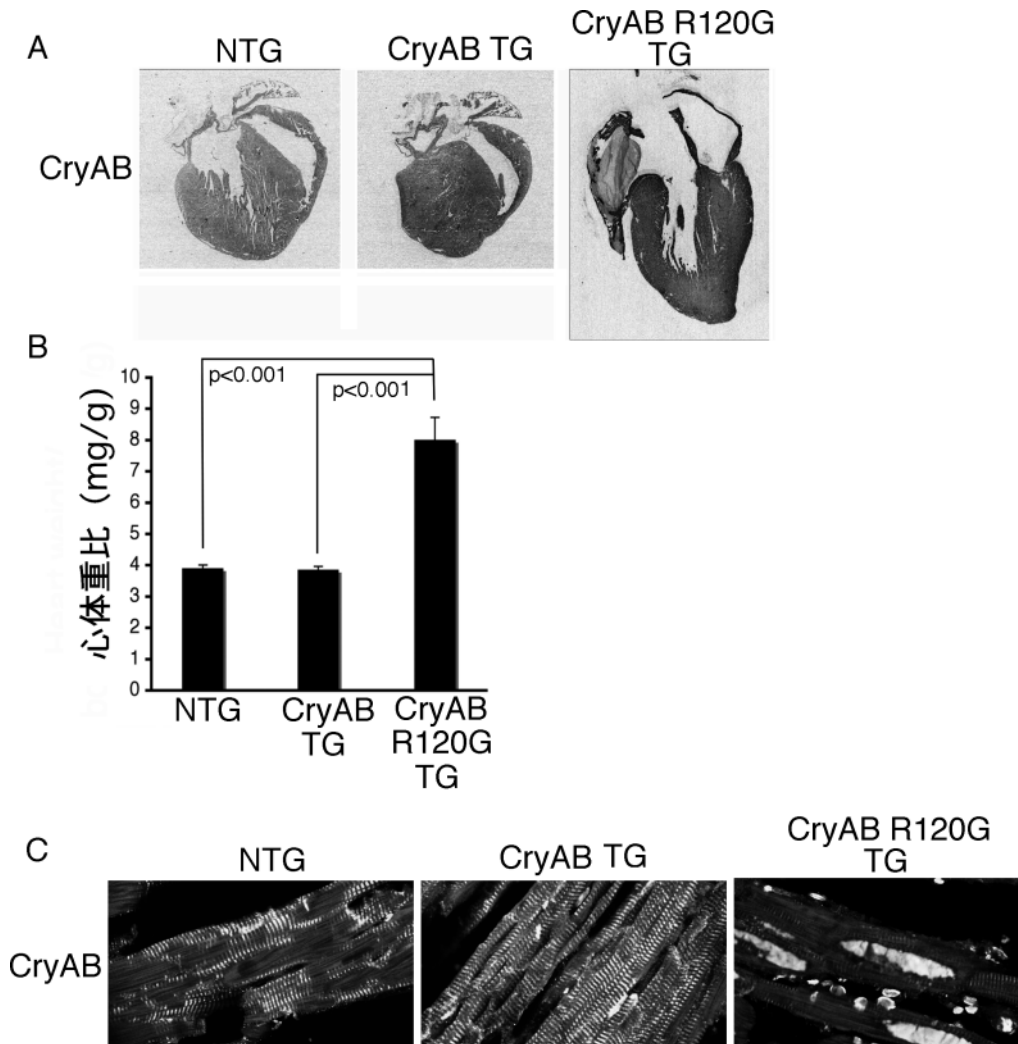 A
NTG
CryAB TG
CryAB R120G
TG
CryAB
B
p<0.001
p<0.001
心体重比 (mg/g)
10
9
8
7
6
5
4
3
2
1
0
NTG
CryAB
TG
CryAB
R120G
TG
C
NTG
CryAB TG
CryAB R120G
TG
CryAB